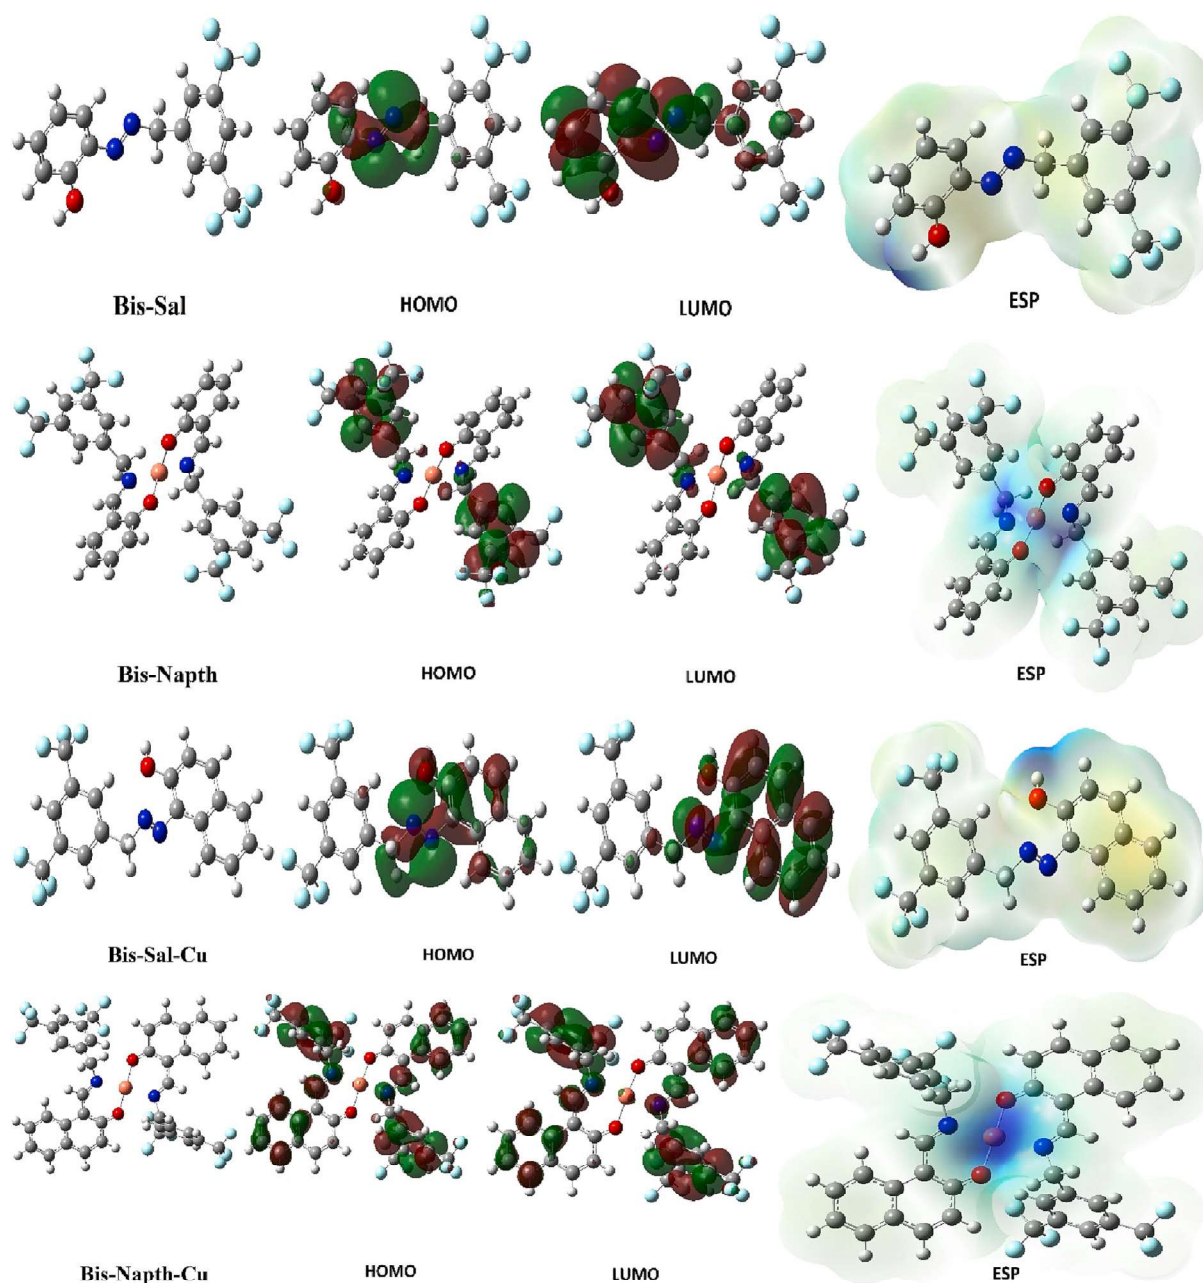 Bis-Sal HOMO LUMO ESP
Bis-Napth HOMO LUMO ESP
Bis-Sal-Cu HOMO LUMO ESP
Bis-Napth-Cu HOMO LUMO ESP